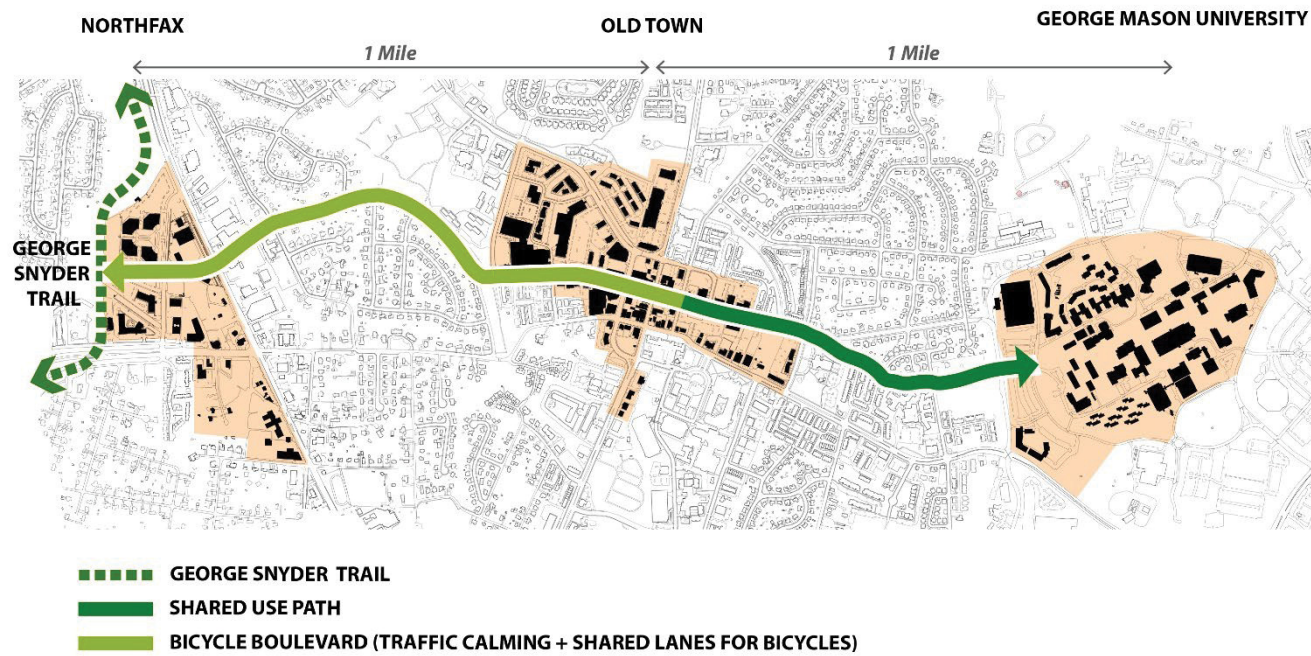 NORTHFAX
OLD TOWN
GEORGE MASON UNIVERSITY
1 Mile
1 Mile
GEORGE
SNYDER
TRAIL
GEORGE SNYDER TRAIL
SHARED USE PATH
BICYCLE BOULEVARD (TRAFFIC CALMING + SHARED LANES FOR BICYCLES)